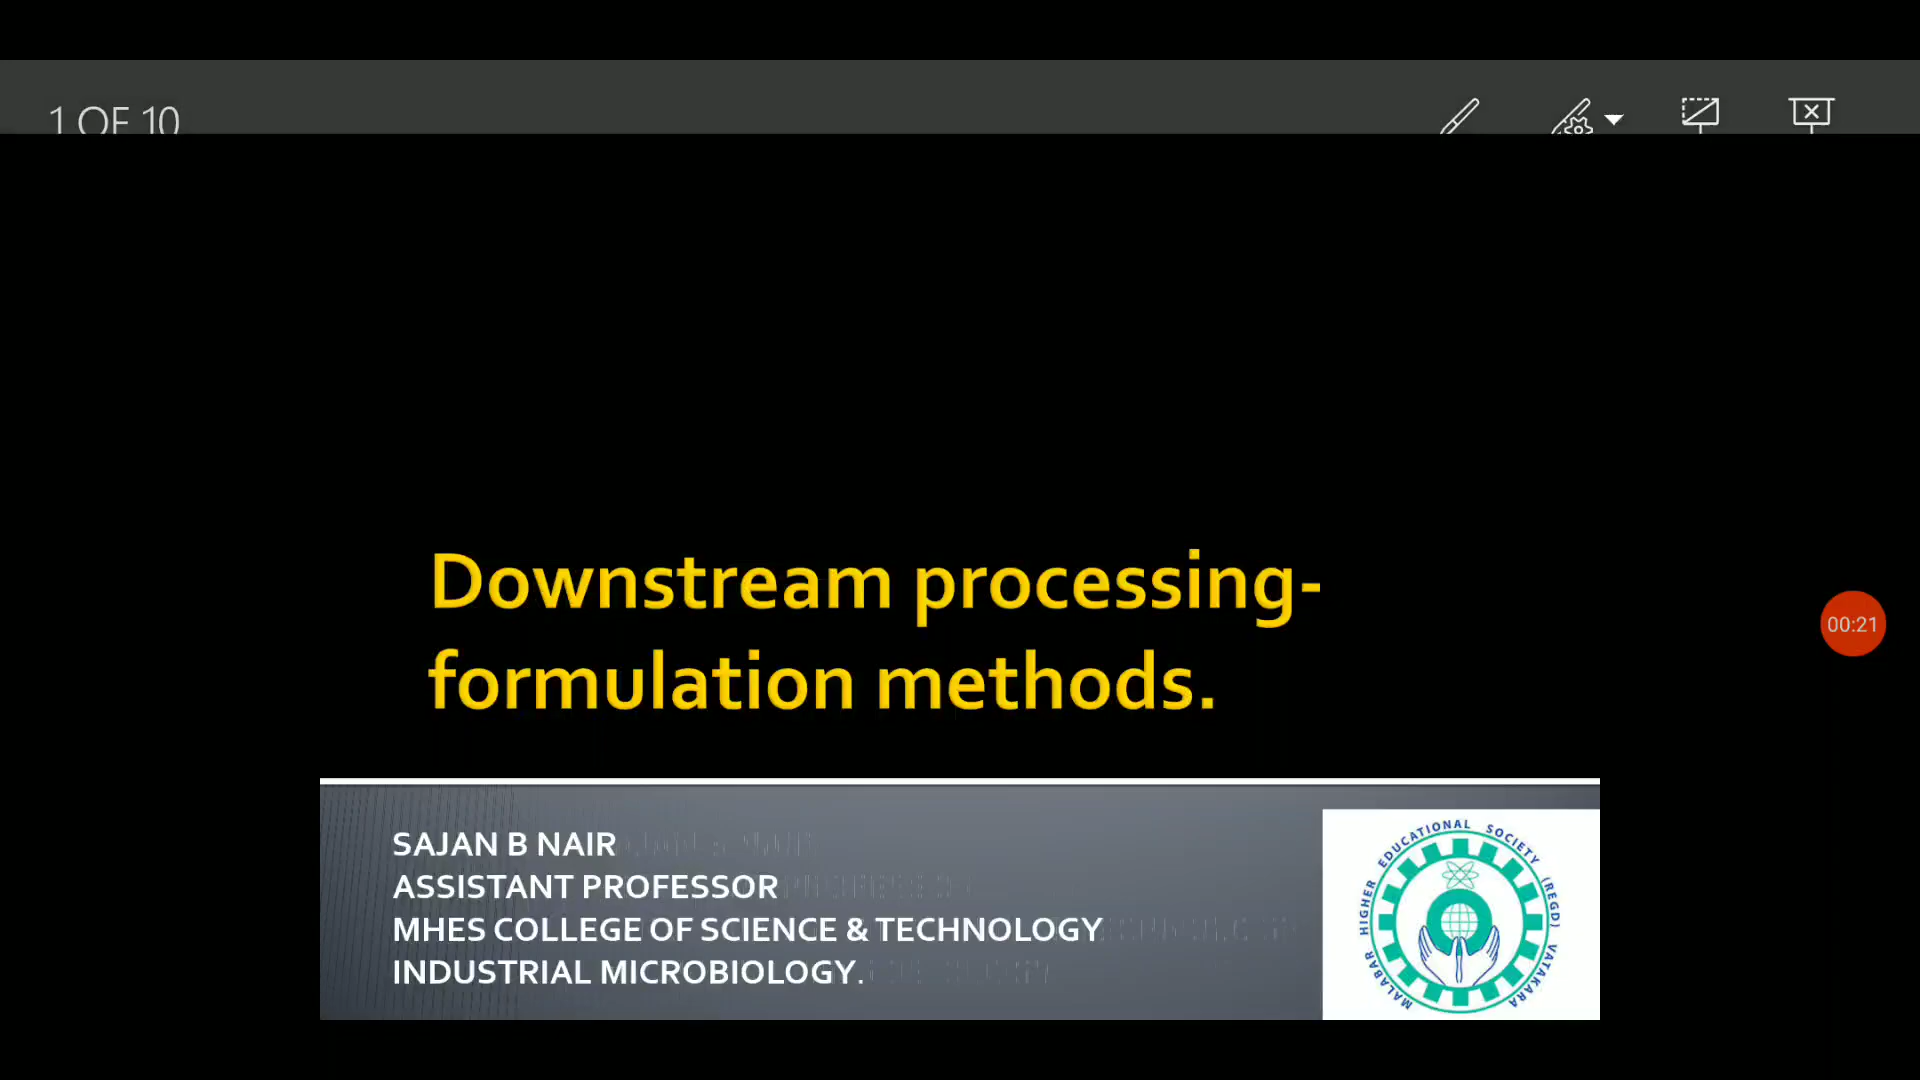 1 OF 10
Downstream processing-
formulation methods.
00:21
SAJAN B NAIR
ASSISTANT PROFESSOR
MHES COLLEGE OF SCIENCE & TECHNOLOGY
INDUSTRIAL MICROBIOLOGY.
MALABAR HIGHER EDUCATIONAL SOCIETY (REGD) VATAKARA